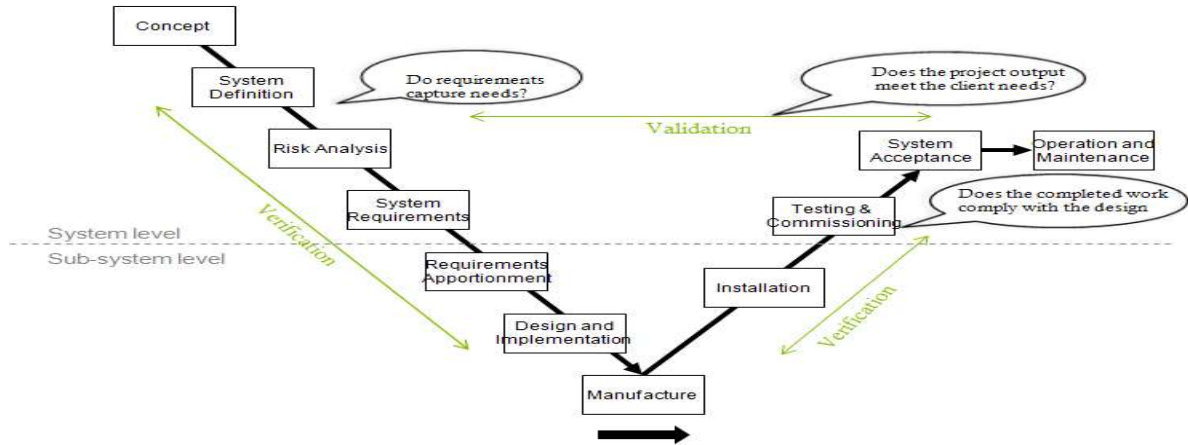 Concept
System
Definition
Do requirements
capture needs?
Does the project output
meet the client needs?
Validation
Risk Analysis
System
Acceptance
Operation and
Maintenance
System
Requirements
Testing &
Commissioning
Does the completed work
comply with the design
Verification
System level
Sub-system level
Requirements
Apportionment
Installation
Verification
Design and
Implementation
Manufacture